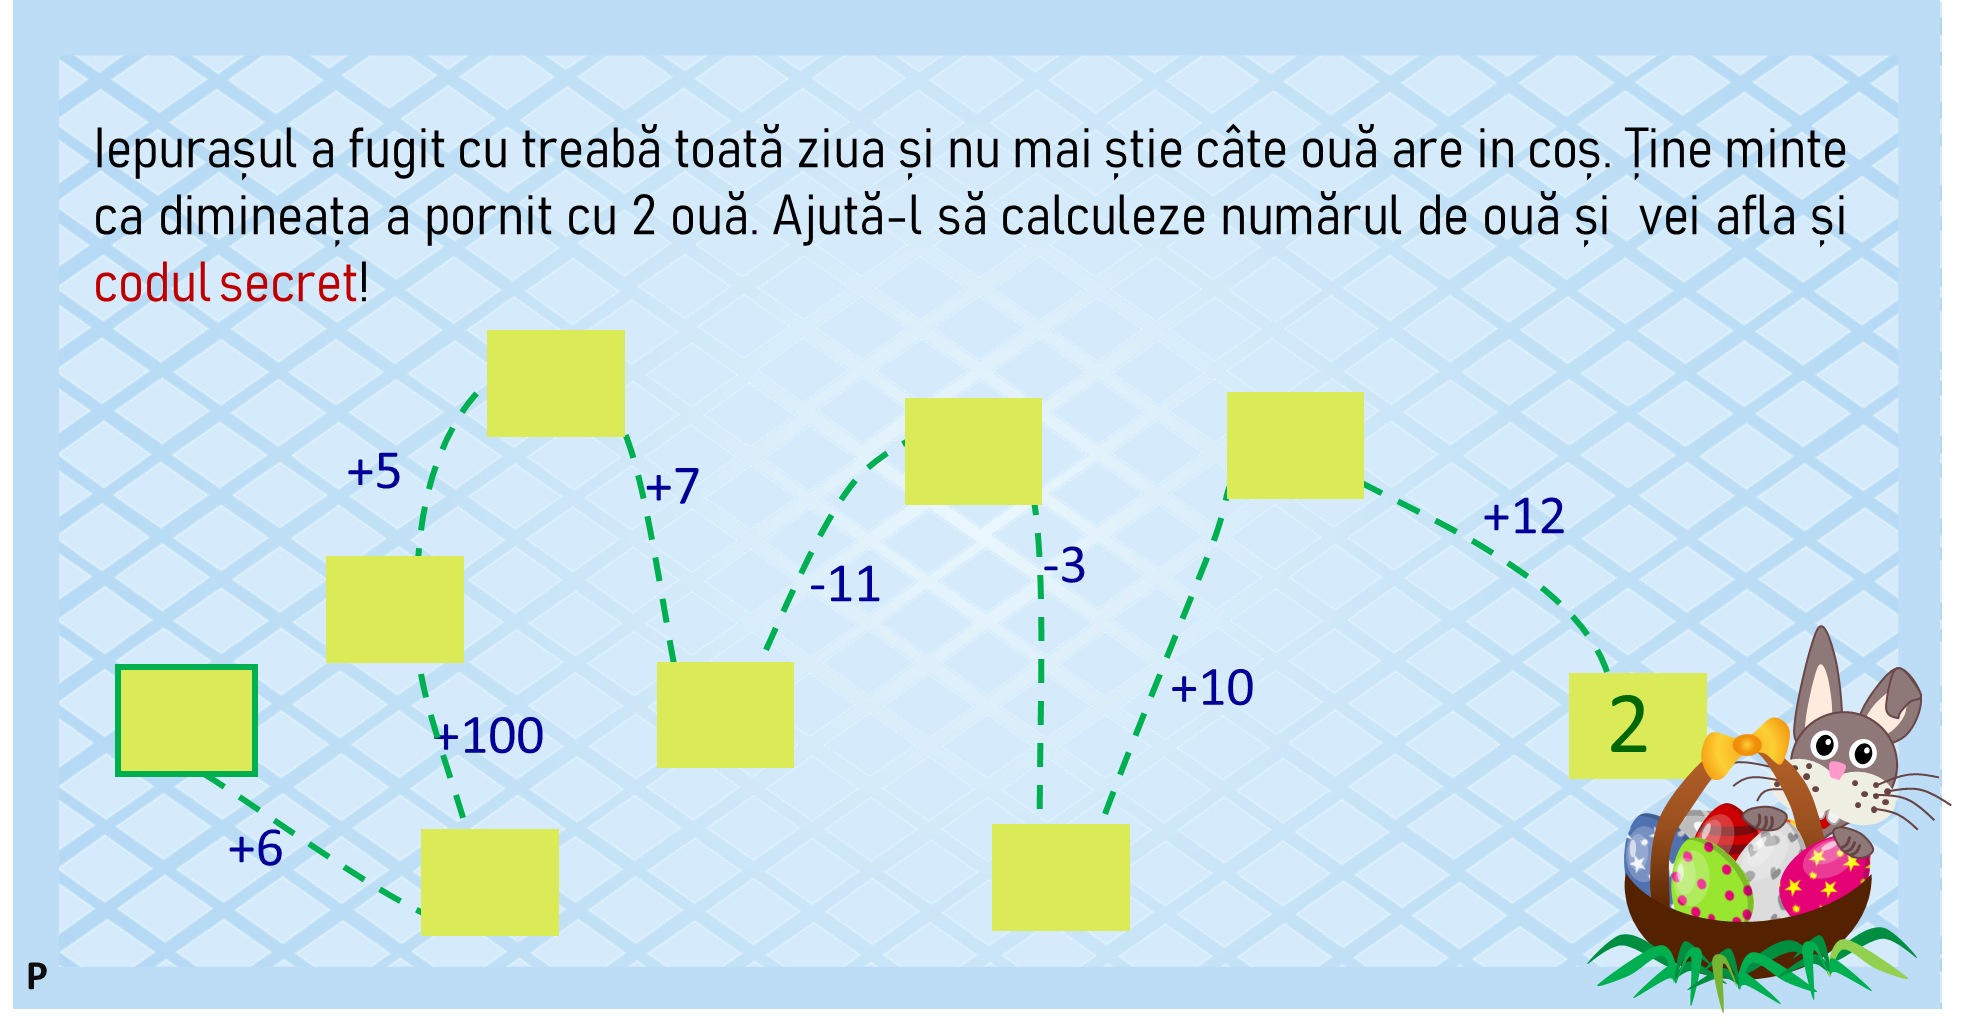 Iepurașul a fugit cu treabă toată ziua și nu mai știe câte ouă are in coș. Ține minte
ca dimineața a pornit cu 2 ouă. Ajută-l să calculeze numărul de ouă și vei afla și
codul secret!
+5
+7
-11
-3
+12
+10
+100
2
+6
P